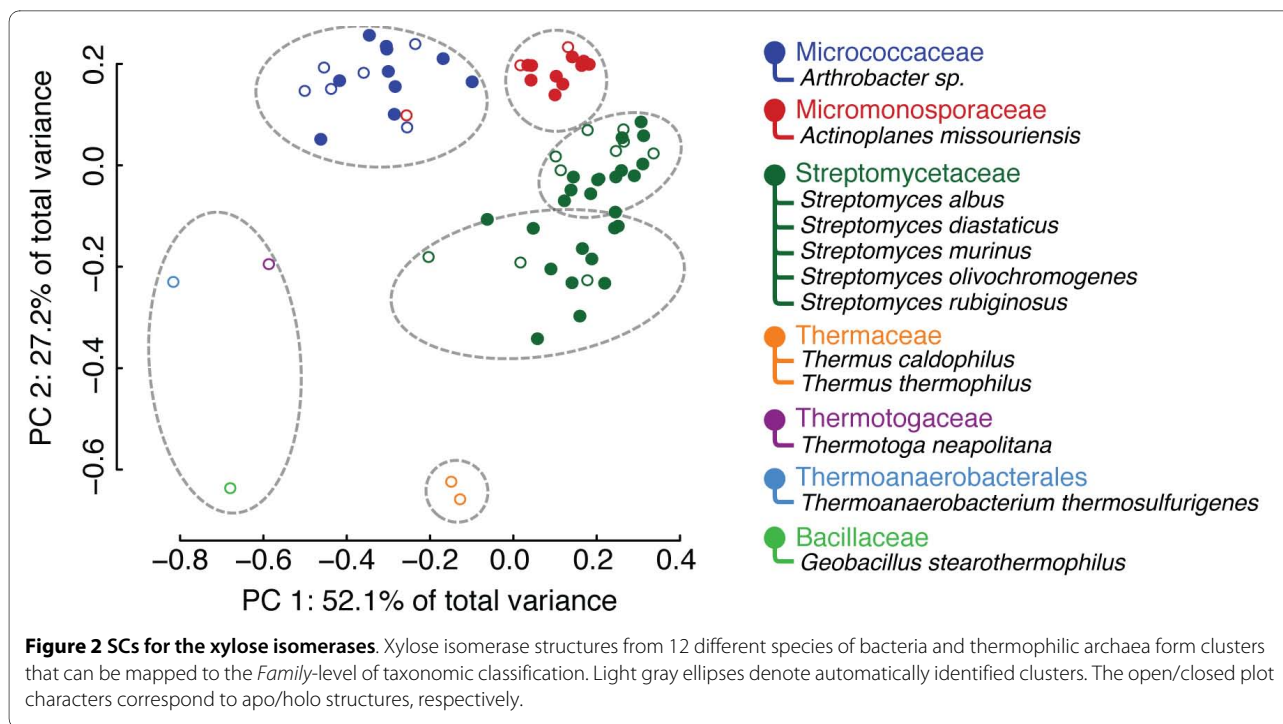 0.2
0.0
−0.2
−0.4
−0.6
PC 2: 27.2% of total variance
−0.8 −0.6 −0.4 −0.2 0.0 0.2 0.4
PC 1: 52.1% of total variance
Micrococcaceae
Arthrobacter sp.
Micromonosporaceae
Actinoplanes missouriensis
Streptomycetaceae
Streptomyces albus
Streptomyces diastaticus
Streptomyces murinus
Streptomyces olivochromogenes
Streptomyces rubiginosus
Thermaceae
Thermus caldophilus
Thermus thermophilus
Thermotogaceae
Thermotoga neapolitana
Thermoanaerobacterales
Thermoanaerobacterium thermosulfurigenes
Bacillaceae
Geobacillus stearothermophilus
Figure 2 SCs for the xylose isomerases. Xylose isomerase structures from 12 different species of bacteria and thermophilic archaea form clusters
that can be mapped to the Family-level of taxonomic classification. Light gray ellipses denote automatically identified clusters. The open/closed plot
characters correspond to apo/holo structures, respectively.